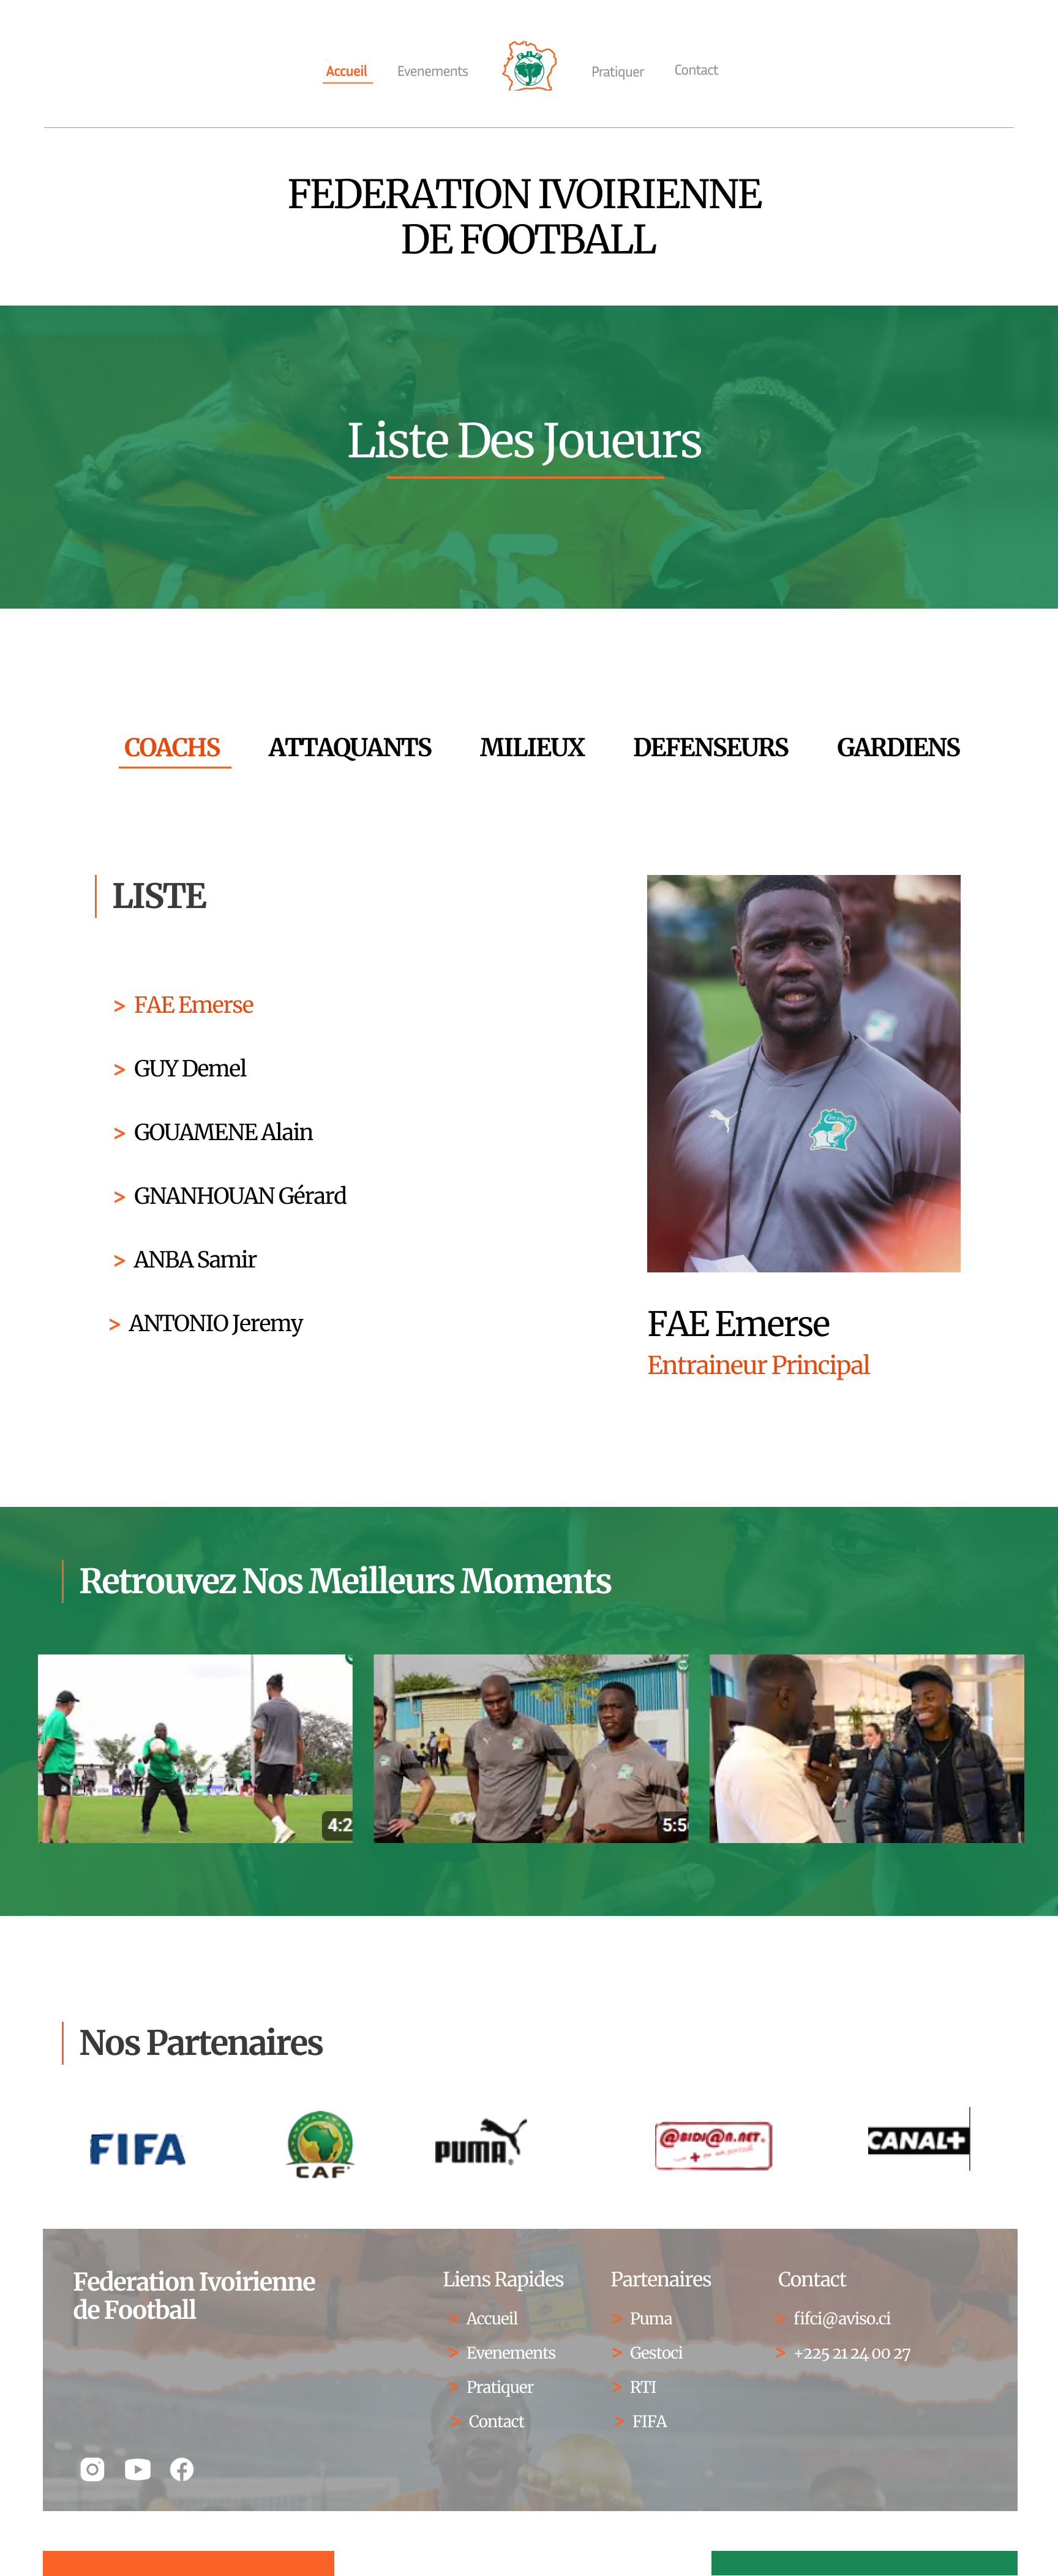 Accueil
Evenements
Pratiquer
Contact
FEDERATION IVOIRIENNE
DE FOOTBALL
Liste Des Joueurs
COACHS
ATTAQUANTS
MILIEUX
DEFENSEURS
GARDIENS
LISTE
> FAE Emerse
> GUY Demel
> GOUAMENE Alain
> GNANHOUAN Gérard
> ANBA Samir
> ANTONIO Jeremy
FAE Emerse
Entraineur Principal
Retrouvez Nos Meilleurs Moments
4:2
5:5
Nos Partenaires
FIFA
CAF
PUMA
@BIDI@N.NET
CANAL+
Federation Ivoirienne
de Football
Liens Rapides
> Accueil
> Evenements
> Pratiquer
> Contact
Partenaires
> Puma
> Gestoci
> RTI
> FIFA
Contact
> fifci@aviso.ci
> +225 21 24 00 27